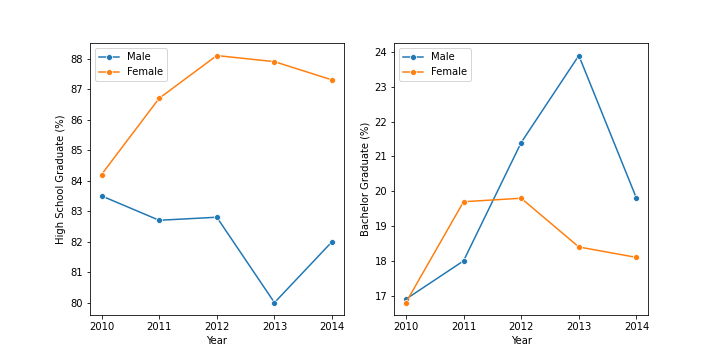 Male
Female
High School Graduate (%)
88
87
86
85
84
83
82
81
80
2010 2011 2012 2013 2014
Year
Male
Female
Bachelor Graduate (%)
24
23
22
21
20
19
18
17
2010 2011 2012 2013 2014
Year